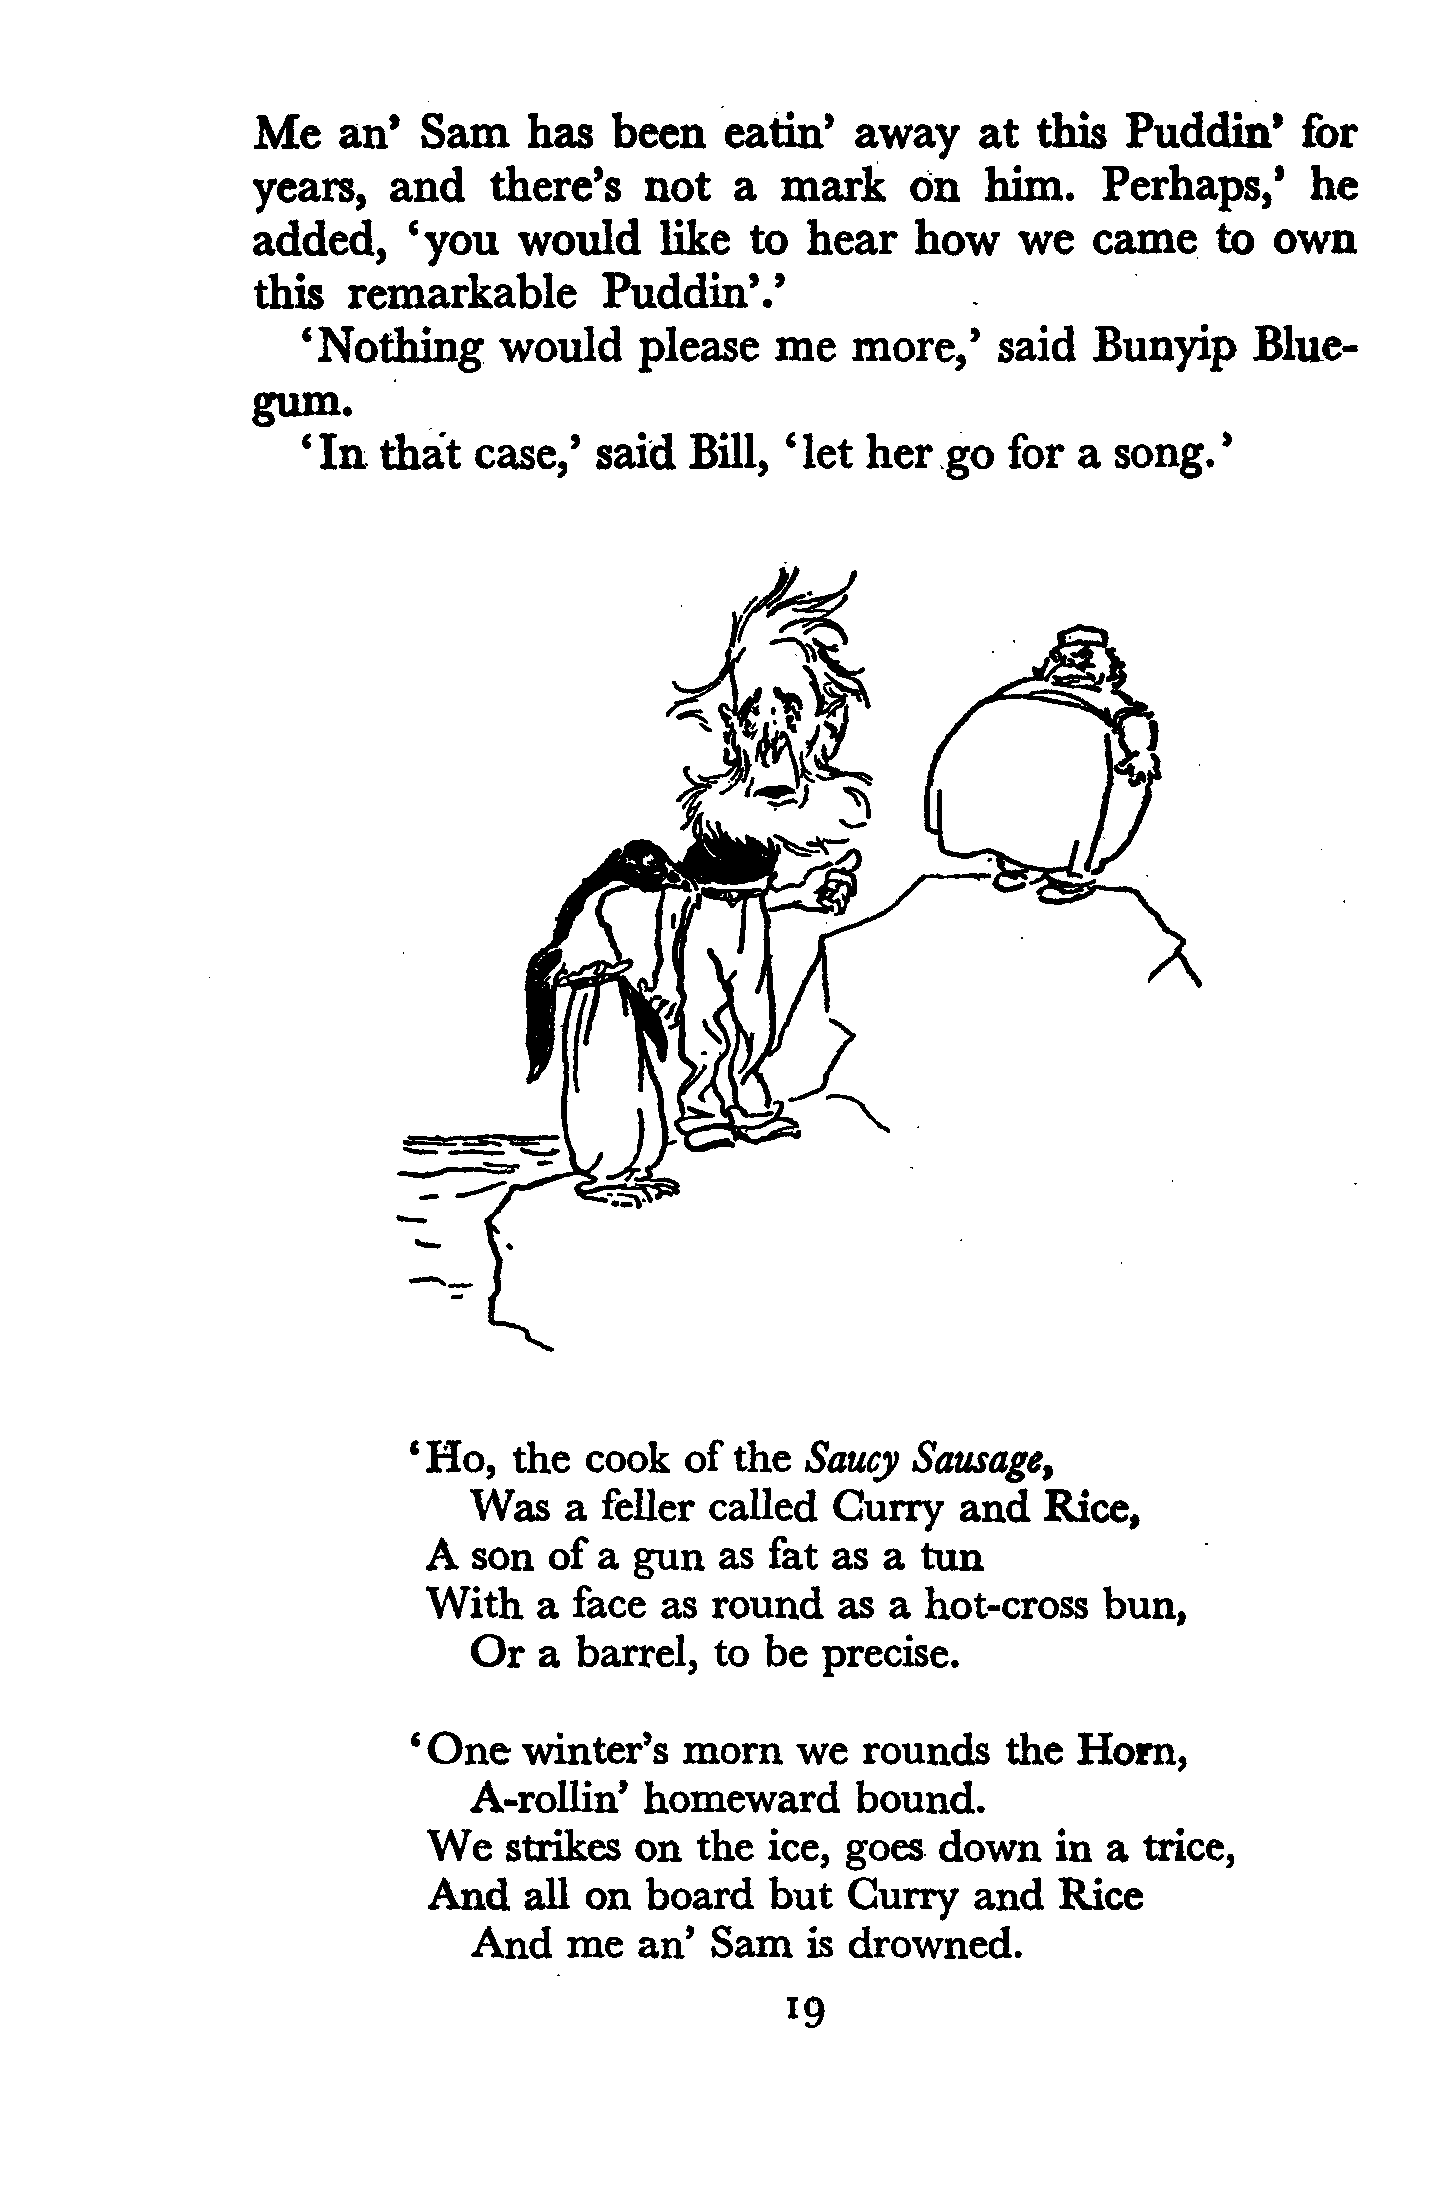 Me an’ Sam has been eatin’ away at this Puddin’ for
years, and there’s not a mark on him. Perhaps,’ he
added, ‘you would like to hear how we came to own
this remarkable Puddin’.’
‘Nothing would please me more,’ said Bunyip Blue-
gum.
‘In that case,’ said Bill, ‘let her go for a song.’
‘Ho, the cook of the Saucy Sausage,
Was a feller called Curry and Rice,
A son of a gun as fat as a tun
With a face as round as a hot-cross bun,
Or a barrel, to be precise.
‘One winter’s morn we rounds the Horn,
A-rollin’ homeward bound.
We strikes on the ice, goes down in a trice,
And all on board but Curry and Rice
And me an’ Sam is drowned.
19